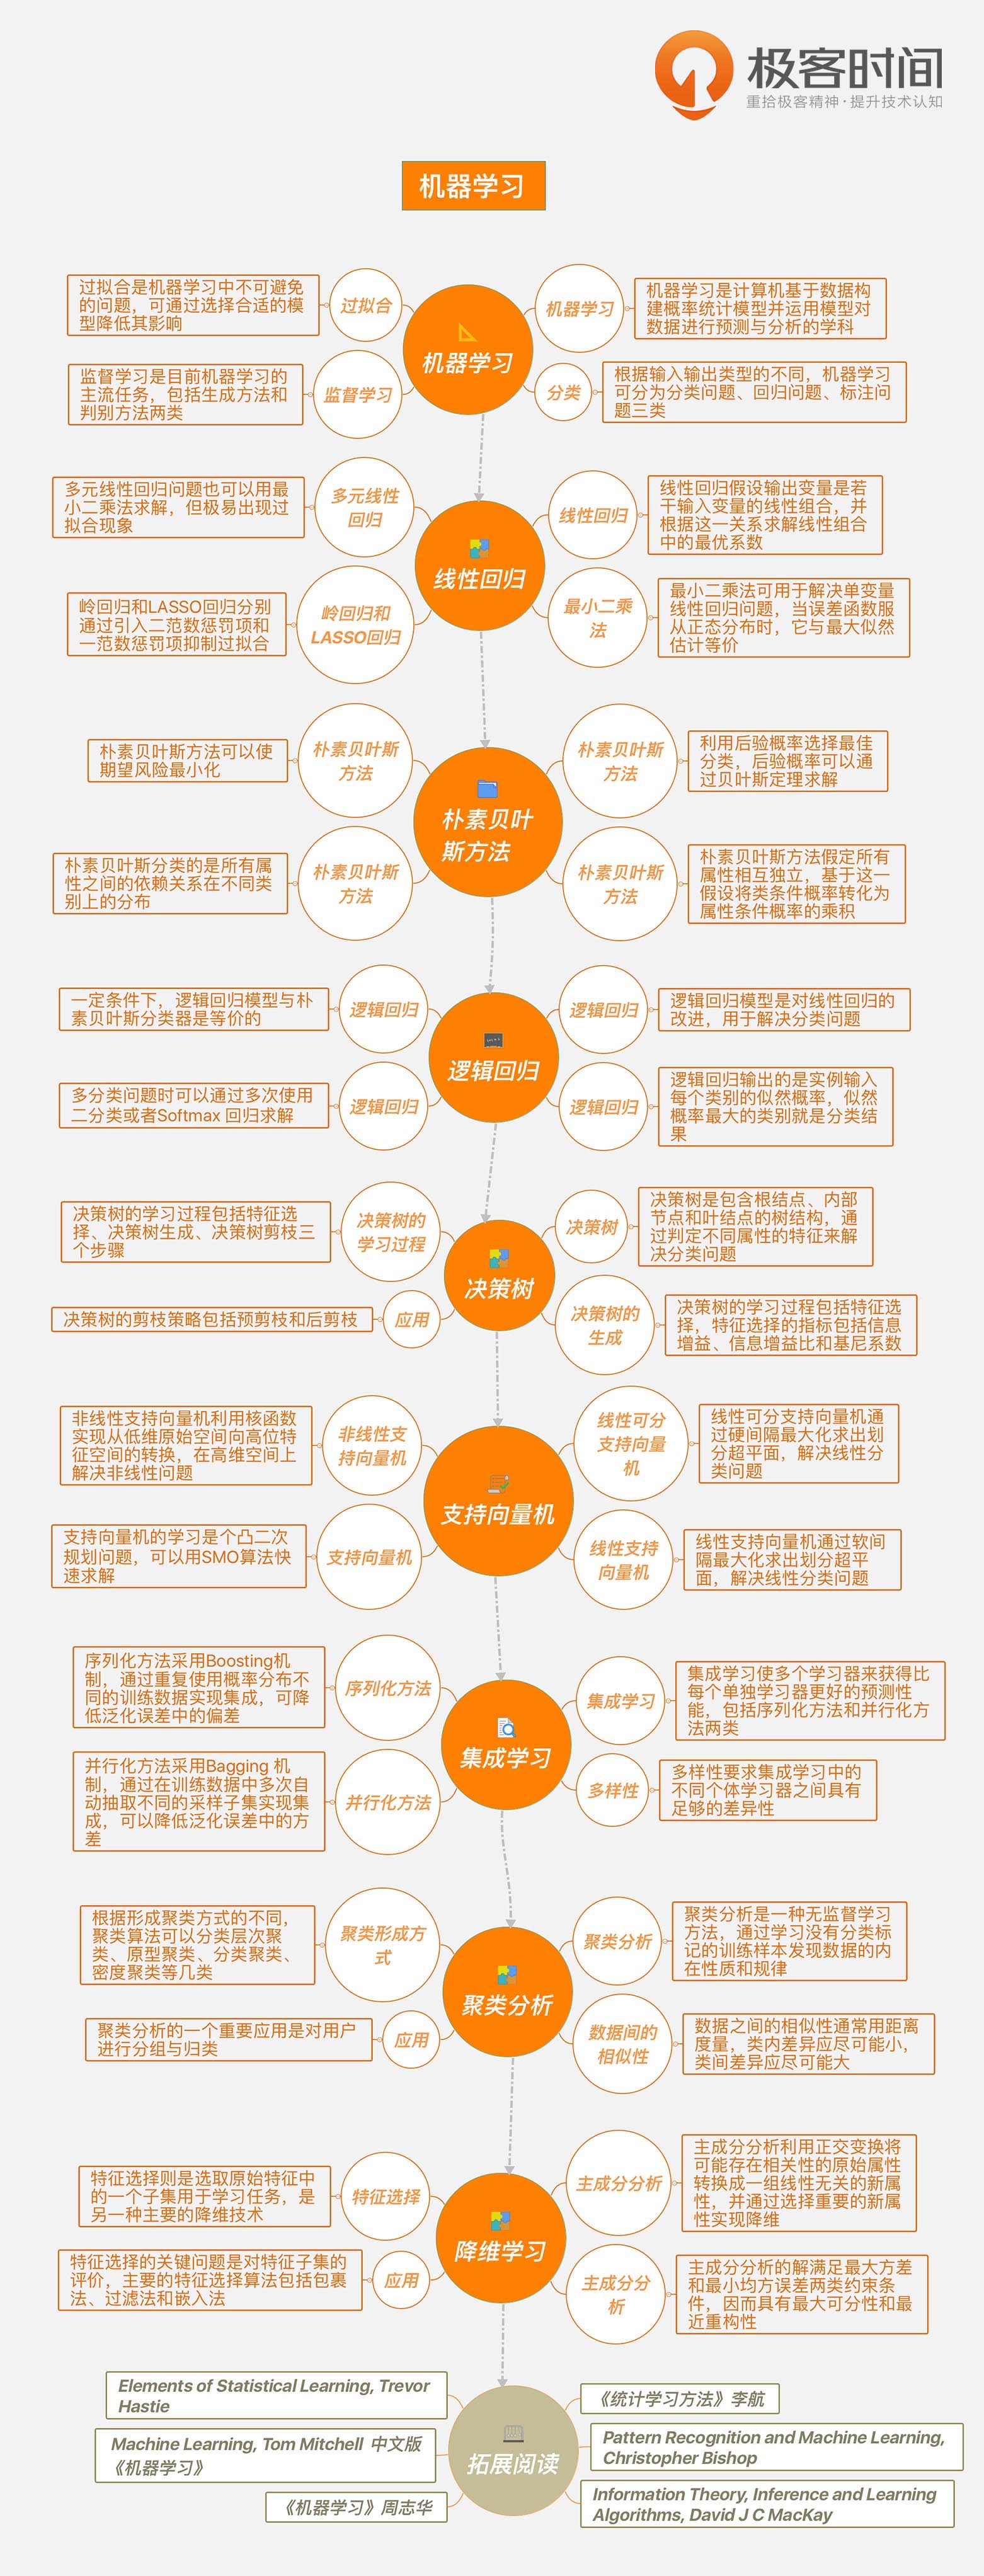 极客时间
重拾极客精神·提升技术认知
机器学习
机器学习
过拟合
过拟合是机器学习中不可避免
的问题，可通过选择合适的模
型降低其影响
机器学习
机器学习是计算机基于数据构
建概率统计模型并运用模型对
数据进行预测与分析的学科
监督学习
监督学习是目前机器学习的
主流任务，包括生成方法和
判别方法两类
分类
根据输入输出类型的不同，机器学习
可分为分类问题、回归问题、标注问
题三类
线性回归
多元线性
回归
多元线性回归问题也可以用最
小二乘法求解，但极易出现过
拟合现象
线性回归
线性回归假设输出变量是若
干输入变量的线性组合，并
根据这一关系求解线性组合
中的最优系数
岭回归和
LASSO回归
岭回归和LASSO回归分别
通过引入二范数惩罚项和
一范数惩罚项抑制过拟合
最小二乘
法
最小二乘法可用于解决单变量
线性回归问题，当误差函数服
从正态分布时，它与最大似然
估计等价
朴素贝叶
斯方法
朴素贝叶斯
方法
朴素贝叶斯方法可以使
期望风险最小化
朴素贝叶斯
方法
利用后验概率选择最佳
分类，后验概率可以通
过贝叶斯定理求解
朴素贝叶斯
方法
朴素贝叶斯分类的是所有属
性之间的依赖关系在不同类
别上的分布
朴素贝叶斯
方法
朴素贝叶斯方法假定所有
属性相互独立，基于这一
假设将类条件概率转化为
属性条件概率的乘积
逻辑回归
逻辑回归
一定条件下，逻辑回归模型与朴
素贝叶斯分类器是等价的
逻辑回归
逻辑回归模型是对线性回归的
改进，用于解决分类问题
逻辑回归
多分类问题时可以通过多次使用
二分类或者Softmax 回归求解
逻辑回归
逻辑回归输出的是实例输入
每个类别的似然概率，似然
概率最大的类别就是分类结
果
决策树
决策树的
学习过程
决策树的学习过程包括特征选
择、决策树生成、决策树剪枝三
个步骤
决策树
决策树是包含根结点、内部
节点和叶结点的树结构，通
过判定不同属性的特征来解
决分类问题
应用
决策树的剪枝策略包括预剪枝和后剪枝
决策树的
生成
决策树的学习过程包括特征选
择，特征选择的指标包括信息
增益、信息增益比和基尼系数
支持向量机
非线性支
持向量机
非线性支持向量机利用核函数
实现从低维原始空间向高位特
征空间的转换，在高维空间上
解决非线性问题
线性可分
支持向量
机
线性可分支持向量机通
过硬间隔最大化求出划
分超平面，解决线性分
类问题
支持向量机
支持向量机的学习是个凸二次
规划问题，可以用SMO算法快
速求解
线性支持
向量机
线性支持向量机通过软间
隔最大化求出划分超平
面，解决线性分类问题
集成学习
序列化方法
序列化方法采用Boosting机
制，通过重复使用概率分布不
同的训练数据实现集成，可降
低泛化误差中的偏差
集成学习
集成学习使多个学习器来获得比
每个单独学习器更好的预测性
能，包括序列化方法和并行化方
法两类
并行化方法
并行化方法采用Bagging 机
制，通过在训练数据中多次自
动抽取不同的采样子集实现集
成，可以降低泛化误差中的方
差
多样性
多样性要求集成学习中的
不同个体学习器之间具有
足够的差异性
聚类分析
聚类形成方
式
根据形成聚类方式的不同，
聚类算法可以分类层次聚
类、原型聚类、分类聚类、
密度聚类等几类
聚类分析
聚类分析是一种无监督学习
方法，通过学习没有分类标
记的训练样本发现数据的内
在性质和规律
应用
聚类分析的一个重要应用是对用户
进行分组与归类
数据间的
相似性
数据之间的相似性通常用距离
度量，类内差异应尽可能小，
类间差异应尽可能大
降维学习
特征选择
特征选择则是选取原始特征中
的一个子集用于学习任务，是
另一种主要的降维技术
主成分分析
主成分分析利用正交变换将
可能存在相关性的原始属性
转换成一组线性无关的新属
性，并通过选择重要的新属
性实现降维
应用
特征选择的关键问题是对特征子集的
评价，主要的特征选择算法包括包裹
法、过滤法和嵌入法
主成分分
析
主成分分析的解满足最大方差
和最小均方误差两类约束条
件，因而具有最大可分性和最
近重构性
拓展阅读
Elements of Statistical Learning, Trevor
Hastie
《统计学习方法》李航
Machine Learning, Tom Mitchell 中文版
《机器学习》
Pattern Recognition and Machine Learning,
Christopher Bishop
《机器学习》周志华
Information Theory, Inference and Learning
Algorithms, David J C MacKay